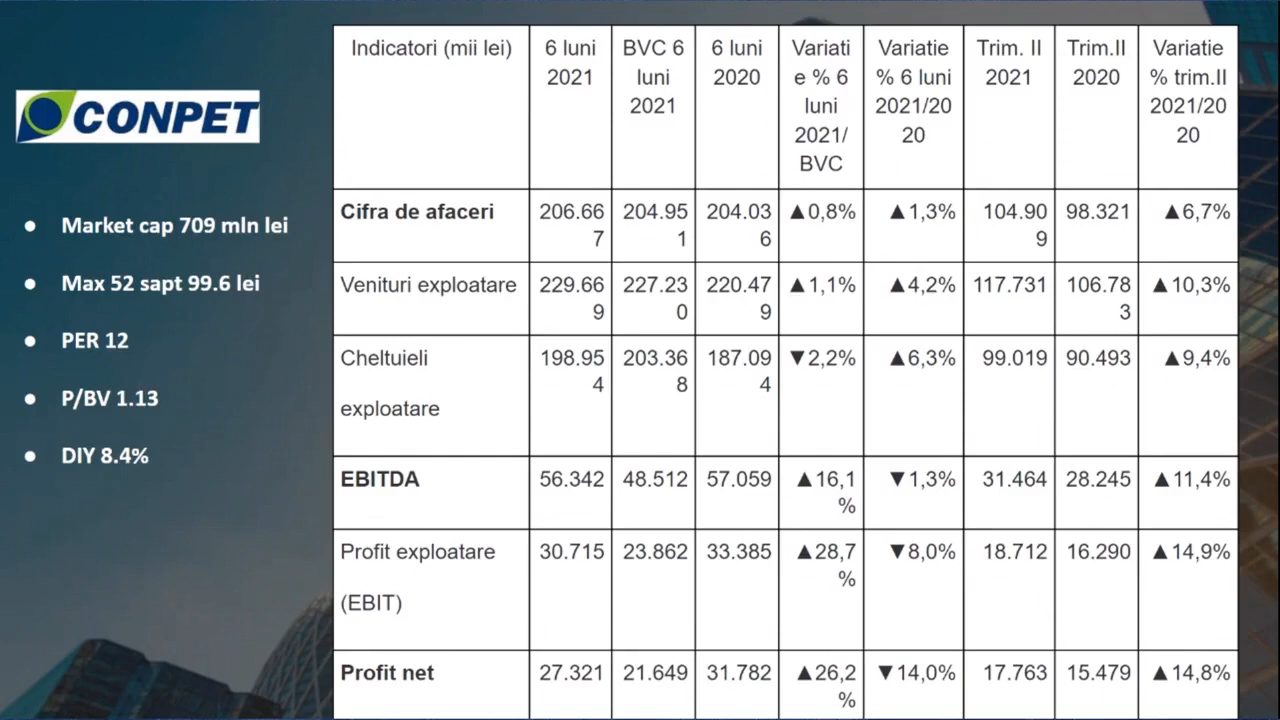 CONPET
Market cap 709 mln lei
Max 52 sapt 99.6 lei
PER 12
P/BV 1.13
DIY 8.4%
Indicatori (mii lei)
6 luni
2021
BVC 6
luni
2021
6 luni
2020
Variati
e % 6
luni
2021/
BVC
Variatie
% 6 luni
2021/20
20
Trim. II
2021
Trim.II
2020
Variatie
% trim.II
2021/20
20
Cifra de afaceri
206.66
7
204.95
1
204.03
6
▲0,8%
▲1,3%
104.90
9
98.321
▲6,7%
Venituri exploatare
229.66
9
227.23
0
220.47
9
▲1,1%
▲4,2%
117.731
106.78
3
▲10,3%
Cheltuieli
exploatare
198.95
4
203.36
8
187.09
4
▼2,2%
▲6,3%
99.019
90.493
▲9,4%
EBITDA
56.342
48.512
57.059
▲16,1
%
▼1,3%
31.464
28.245
▲11,4%
Profit exploatare
(EBIT)
30.715
23.862
33.385
▲28,7
%
▼8,0%
18.712
16.290
▲14,9%
Profit net
27.321
21.649
31.782
▲26,2
%
▼14,0%
17.763
15.479
▲14,8%